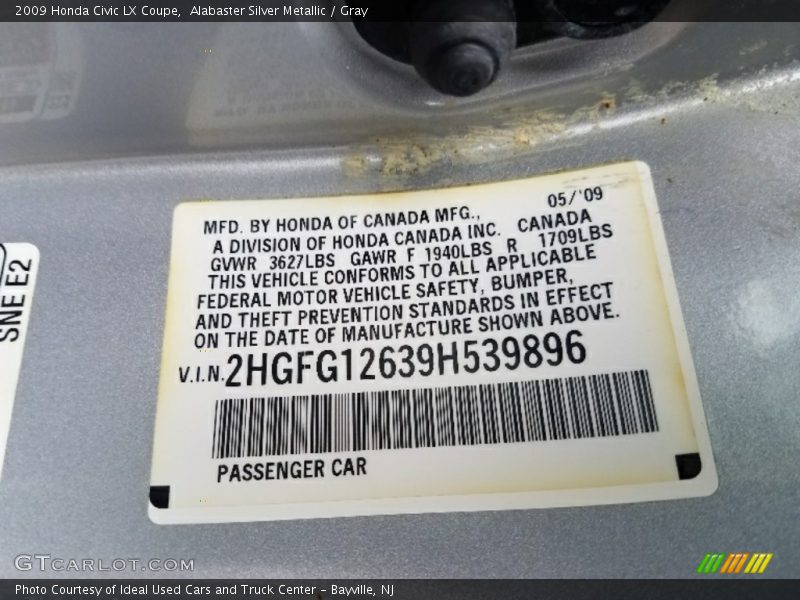 2009 Honda Civic LX Coupe,  Alabaster Silver Metallic / Gray
MFD. BY HONDA OF CANADA MFG., 05/'09
A DIVISION OF HONDA CANADA INC. CANADA
GVWR 3627LBS GAWR F 1940LBS R 1709LBS
THIS VEHICLE CONFORMS TO ALL APPLICABLE
FEDERAL MOTOR VEHICLE SAFETY, BUMPER,
AND THEFT PREVENTION STANDARDS IN EFFECT
ON THE DATE OF MANUFACTURE SHOWN ABOVE.
V.I.N. 2HGFG12639H539896
PASSENGER CAR
SNE E2
GTCARLOT.COM
Photo Courtesy of Ideal Used Cars and Truck Center – Bayville, NJ